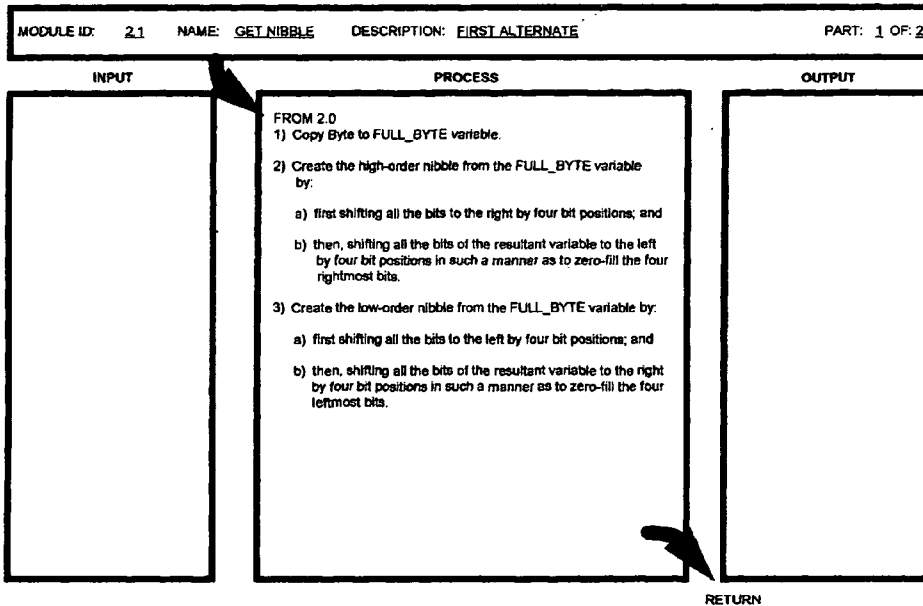 MODULE ID: 2.1 NAME: GET NIBBLE DESCRIPTION: FIRST ALTERNATE PART: 1 OF: 2
INPUT PROCESS OUTPUT
FROM 2.0
1) Copy Byte to FULL_BYTE variable.
2) Create the high-order nibble from the FULL_BYTE variable
by:
a) first shifting all the bits to the right by four bit positions; and
b) then, shifting all the bits of the resultant variable to the left
by four bit positions in such a manner as to zero-fill the four
rightmost bits.
3) Create the low-order nibble from the FULL_BYTE variable by:
a) first shifting all the bits to the left by four bit positions; and
b) then, shifting all the bits of the resultant variable to the right
by four bit positions in such a manner as to zero-fill the four
leftmost bits.
RETURN